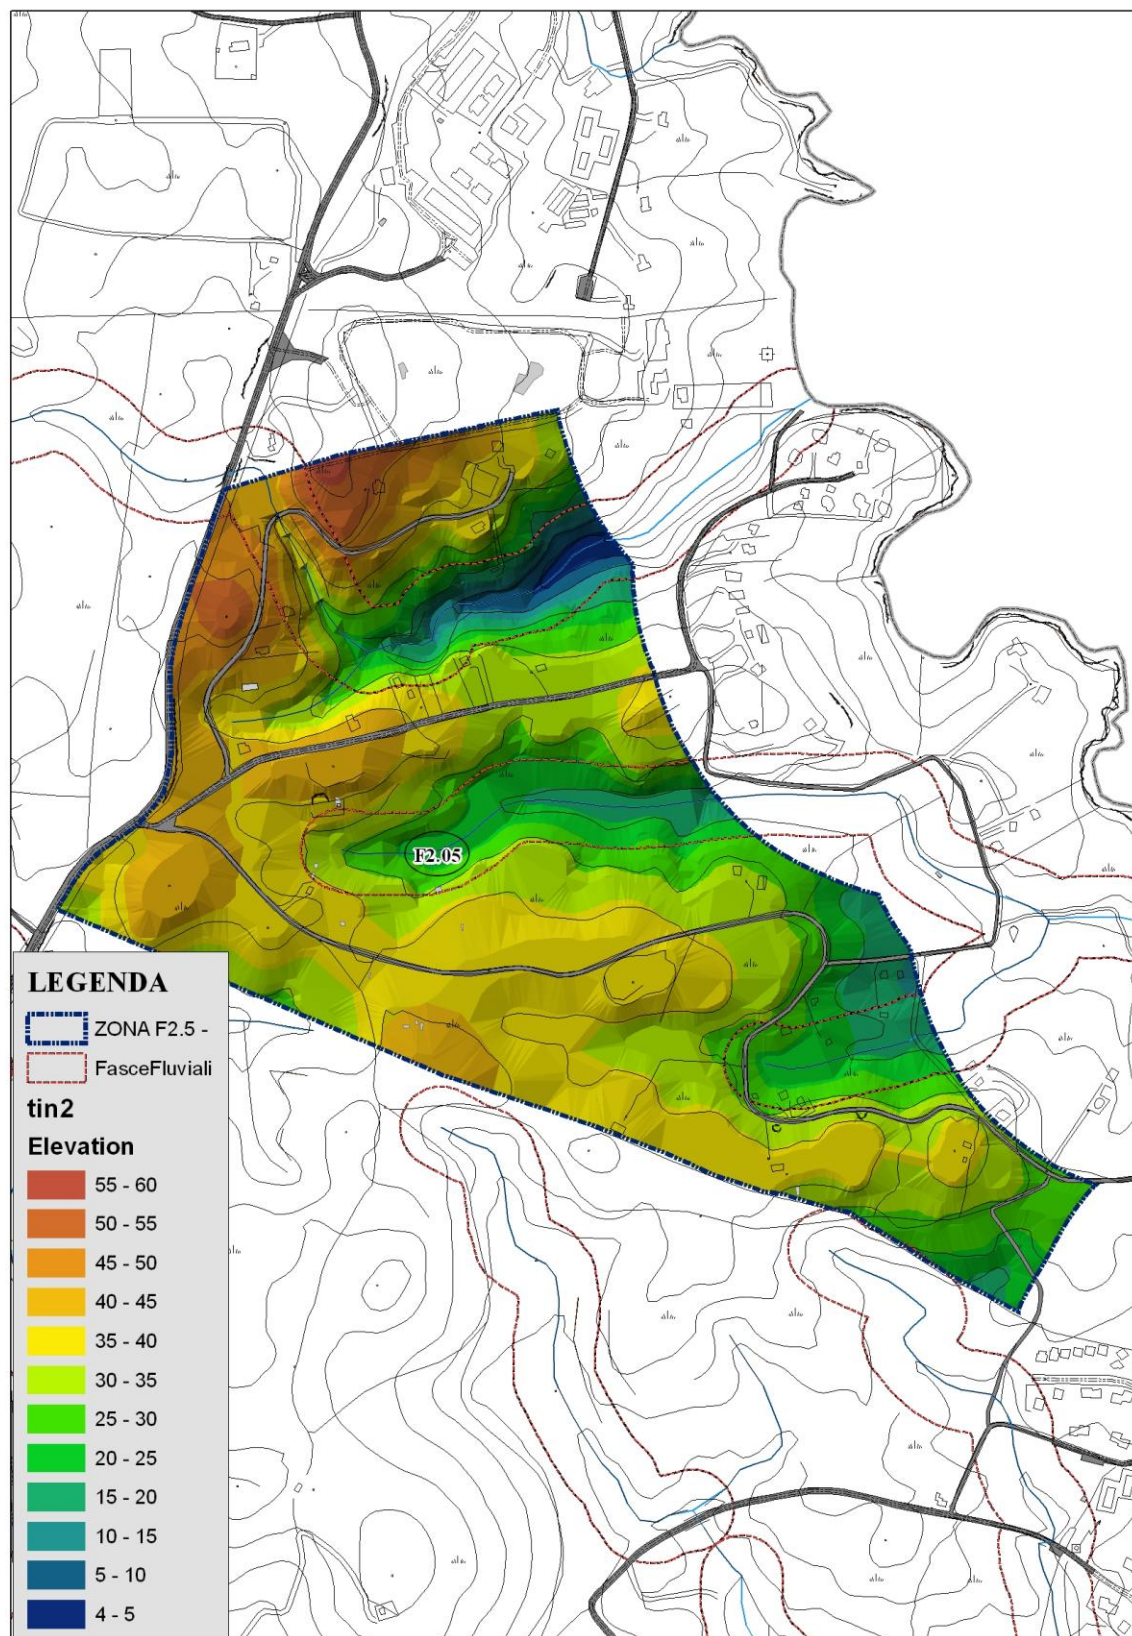 F2.05
LEGENDA
ZONA F2.5 -
FasceFluviali
tin2
Elevation
55 - 60
50 - 55
45 - 50
40 - 45
35 - 40
30 - 35
25 - 30
20 - 25
15 - 20
10 - 15
5 - 10
4 - 5